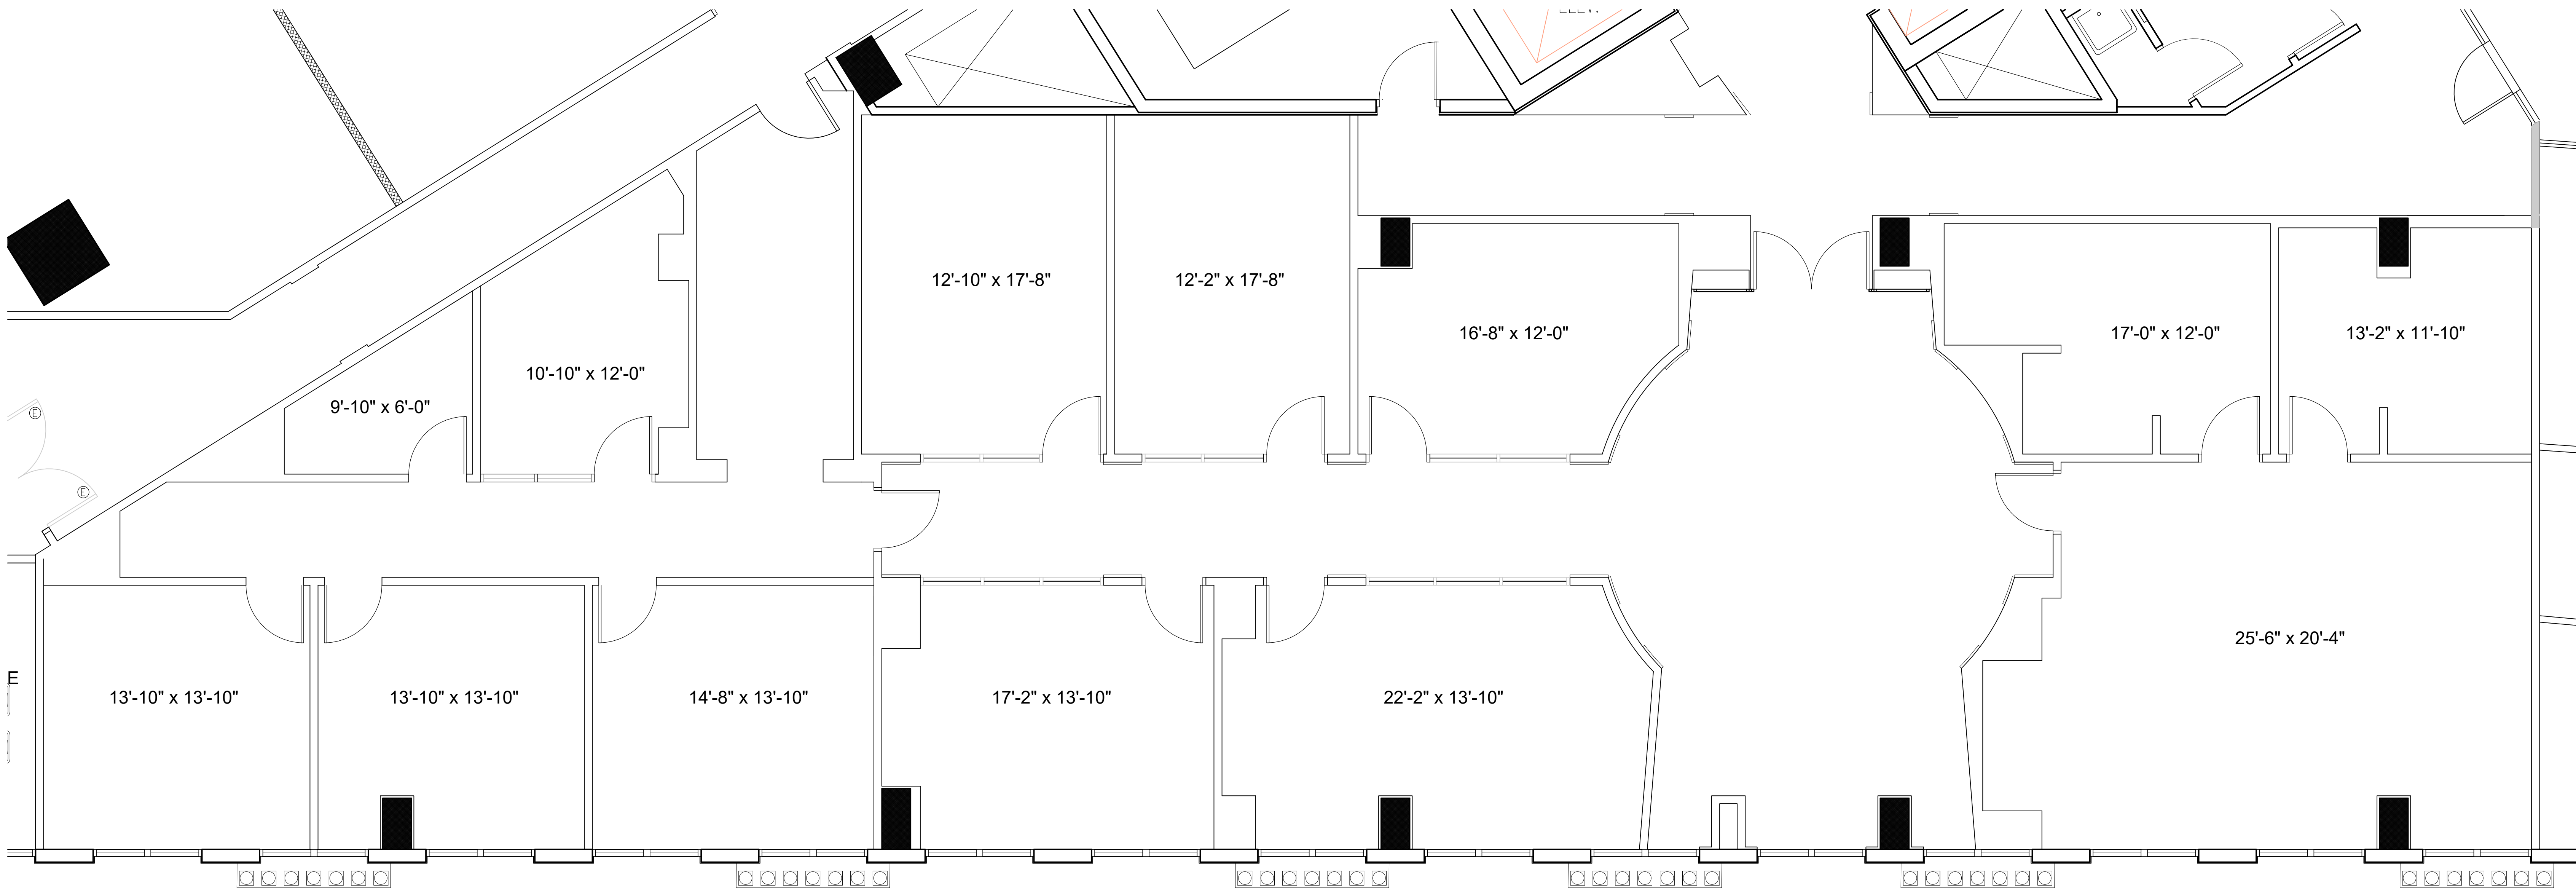 12'-10" x 17'-8"
12'-2" x 17'-8"
16'-8" x 12'-0"
17'-0" x 12'-0"
13'-2" x 11'-10"
10'-10" x 12'-0"
9'-10" x 6'-0"
E
E
25'-6" x 20'-4"
E
13'-10" x 13'-10"
13'-10" x 13'-10"
14'-8" x 13'-10"
17'-2" x 13'-10"
22'-2" x 13'-10"